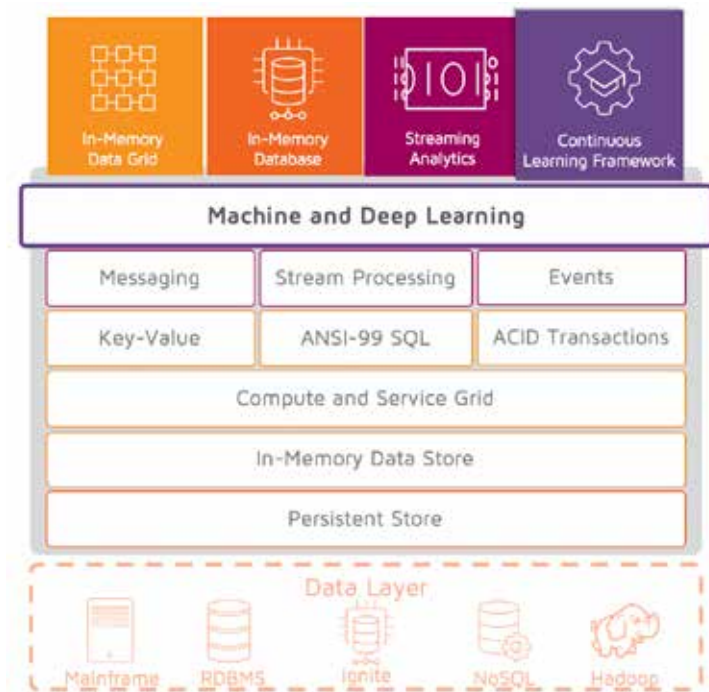 In-Memory
Data Grid
In-Memory
Database
Streaming
Analytics
Continuous
Learning Framework
Machine and Deep Learning
Messaging
Stream Processing
Events
Key-Value
ANSI-99 SQL
ACID Transactions
Compute and Service Grid
In-Memory Data Store
Persistent Store
Data Layer
Mainframe
RDBMS
Ignite
NoSQL
Hadoop